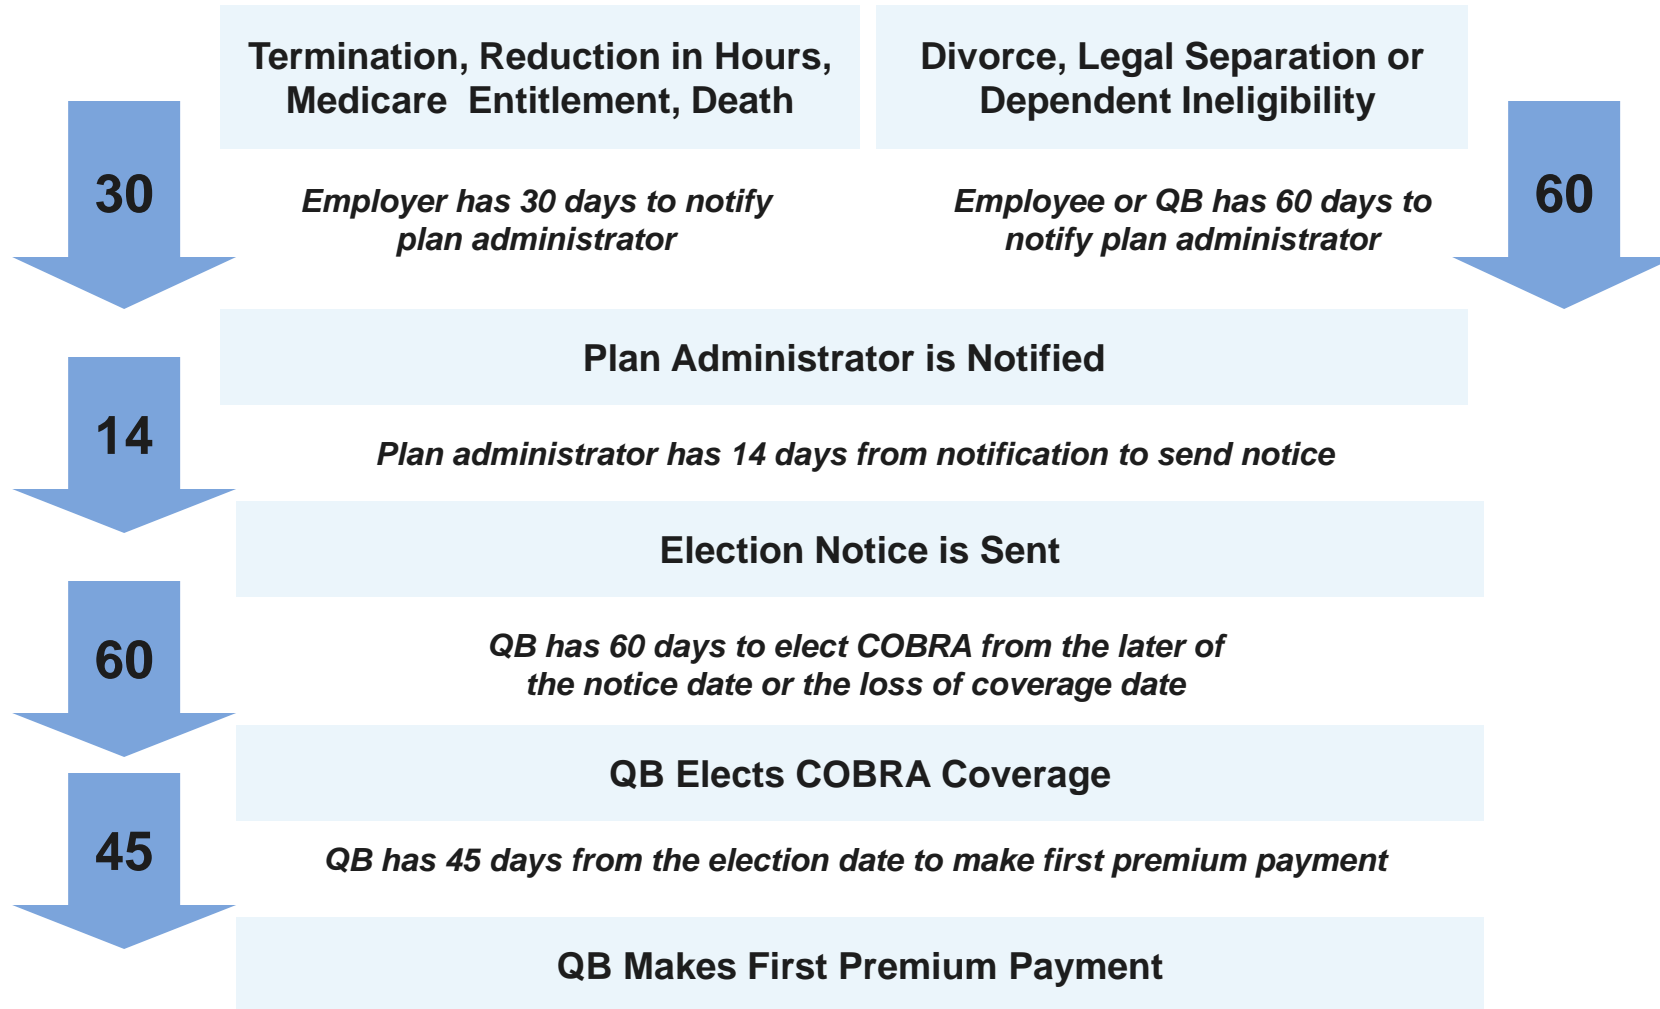 Termination, Reduction in Hours,
Medicare  Entitlement, Death
Divorce, Legal Separation or
Dependent Ineligibility
30
Employer has 30 days to notify
plan administrator
Employee or QB has 60 days to
notify plan administrator
60
Plan Administrator is Notified
14
Plan administrator has 14 days from notification to send notice
Election Notice is Sent
60
QB has 60 days to elect COBRA from the later of
the notice date or the loss of coverage date
QB Elects COBRA Coverage
45
QB has 45 days from the election date to make first premium payment
QB Makes First Premium Payment